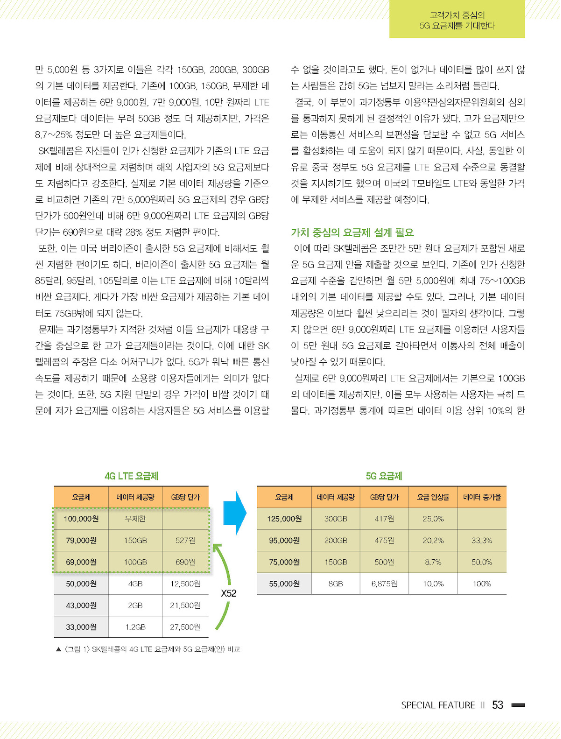 고객가치 중심의
5G 요금제를 기대한다
만 5,000원 등 3가지로 이들은 각각 150GB, 200GB, 300GB
의 기본 데이터를 제공한다. 기존에 100GB, 150GB, 무제한 데
이터를 제공하는 6만 9,000원, 7만 9,000원, 10만 원짜리 LTE
요금제보다 데이터는 무려 50GB 정도 더 제공하지만, 가격은
8.7~25% 정도만 더 높은 요금제들이다.
SK텔레콤은 자신들이 인가 신청한 요금제가 기존의 LTE 요금
제에 비해 상대적으로 저렴하며 해외 사업자의 5G 요금제보다
도 저렴하다고 강조한다. 실제로 기본 데이터 제공량을 기준으
로 비교하면 기존의 7만 5,000원짜리 5G 요금제의 경우 GB당
단가가 500원인데 비해 6만 9,000원짜리 LTE 요금제의 GB당
단가는 690원으로 대략 28% 정도 저렴한 편이다.
또한, 이는 미국 버라이즌이 출시한 5G 요금제에 비해서도 훨
씬 저렴한 편이기도 하다. 버라이즌이 출시한 5G 요금제는 월
85달러, 95달러, 105달러로 이는 LTE 요금제에 비해 10달러씩
비싼 요금제다. 게다가 가장 비싼 요금제가 제공하는 기본 데이
터도 75GB밖에 되지 않는다.
문제는 과기정통부가 지적한 것처럼 이들 요금제가 대용량 구
간을 중심으로 한 고가 요금제들이라는 것이다. 이에 대한 SK
텔레콤의 주장은 다소 어처구니가 없다. 5G가 워낙 빠른 통신
속도를 제공하기 때문에 소용량 이용자들에게는 의미가 없다
는 것이다. 또한, 5G 지원 단말의 경우 가격이 비쌀 것이기 때
문에 저가 요금제를 이용하는 사용자들은 5G 서비스를 이용할
수 없을 것이라고도 했다. 돈이 없거나 데이터를 많이 쓰지 않
는 사람들은 감히 5G는 넘보지 말라는 소리처럼 들린다.
결국, 이 부분이 과기정통부 이용약관심의자문위원회의 심의
를 통과하지 못하게 된 결정적인 이유가 됐다. 고가 요금제만으
로는 이동통신 서비스의 보편성을 담보할 수 없고 5G 서비스
를 활성화하는 데 도움이 되지 않기 때문이다. 사실, 동일한 이
유로 중국 정부도 5G 요금제를 LTE 요금제 수준으로 동결할
것을 지시하기도 했으며 미국의 T모바일도 LTE와 동일한 가격
에 무제한 서비스를 제공할 예정이다.
가치 중심의 요금제 설계 필요
이에 따라 SK텔레콤은 조만간 5만 원대 요금제가 포함된 새로
운 5G 요금제 안을 제출할 것으로 보인다. 기존에 인가 신청한
요금제 수준을 감안하면 월 5만 5,000원에 최대 75~100GB
내외의 기본 데이터를 제공할 수도 있다. 그러나, 기본 데이터
제공량은 이보다 훨씬 낮으리라는 것이 필자의 생각이다. 그렇
지 않으면 6만 9,000원짜리 LTE 요금제를 이용하던 사용자들
이 5만 원대 5G 요금제로 갈아타면서 이통사의 전체 매출이
낮아질 수 있기 때문이다.
실제로 6만 9,000원짜리 LTE 요금제에서는 기본으로 100GB
의 데이터를 제공하지만, 이를 모두 사용하는 사용자는 극히 드
물다. 과기정통부 통계에 따르면 데이터 이용 상위 10%의 한
4G LTE 요금제
요금제 데이터 제공량 GB당 단가
100,000원 무제한
79,000원 150GB 527원
69,000원 100GB 690원
50,000원 4GB 12,500원
43,000원 2GB 21,500원
33,000원 1.2GB 27,500원
X52
5G 요금제
요금제 데이터 제공량 GB당 단가 요금 인상률 데이터 증가율
125,000원 300GB 417원 25.0%
95,000원 200GB 475원 20.2% 33.3%
75,000원 150GB 500원 8.7% 50.0%
55,000원 8GB 6,875원 10.0% 100%
▲ 〈그림 1〉 SK텔레콤의 4G LTE 요금제와 5G 요금제(안) 비교
SPECIAL FEATURE II 53